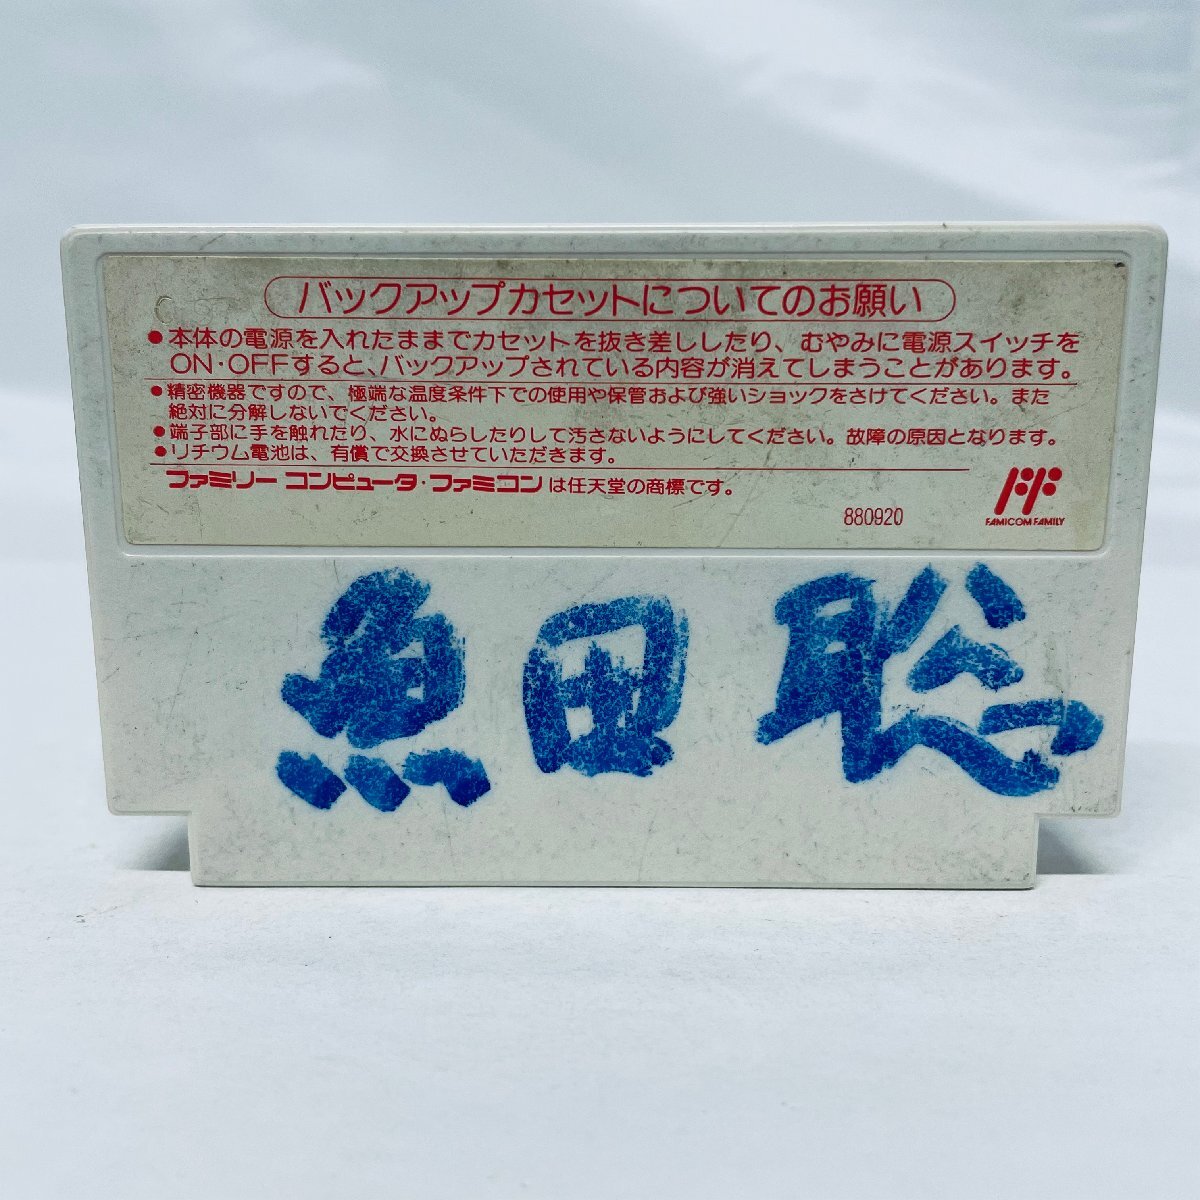 バックアップカセットについてのお願い
●本体の電源を入れたままでカセットを抜き差ししたり、むやみに電源スイッチを
ON・OFFすると、バックアップされている内容が消えてしまうことがあります。
●精密機器ですので、極端な温度条件下での使用や保管および強いショックをさけてください。また
絶対に分解しないでください。
●端子部に手を触れたり、水にぬらしたりして汚さないようにしてください。故障の原因となります。
●リチウム電池は、有償で交換させていただきます。
ファミリーコンピュータ・ファミコンは任天堂の商標です。
880920
FAMICOM FAMILY
魚田 聡